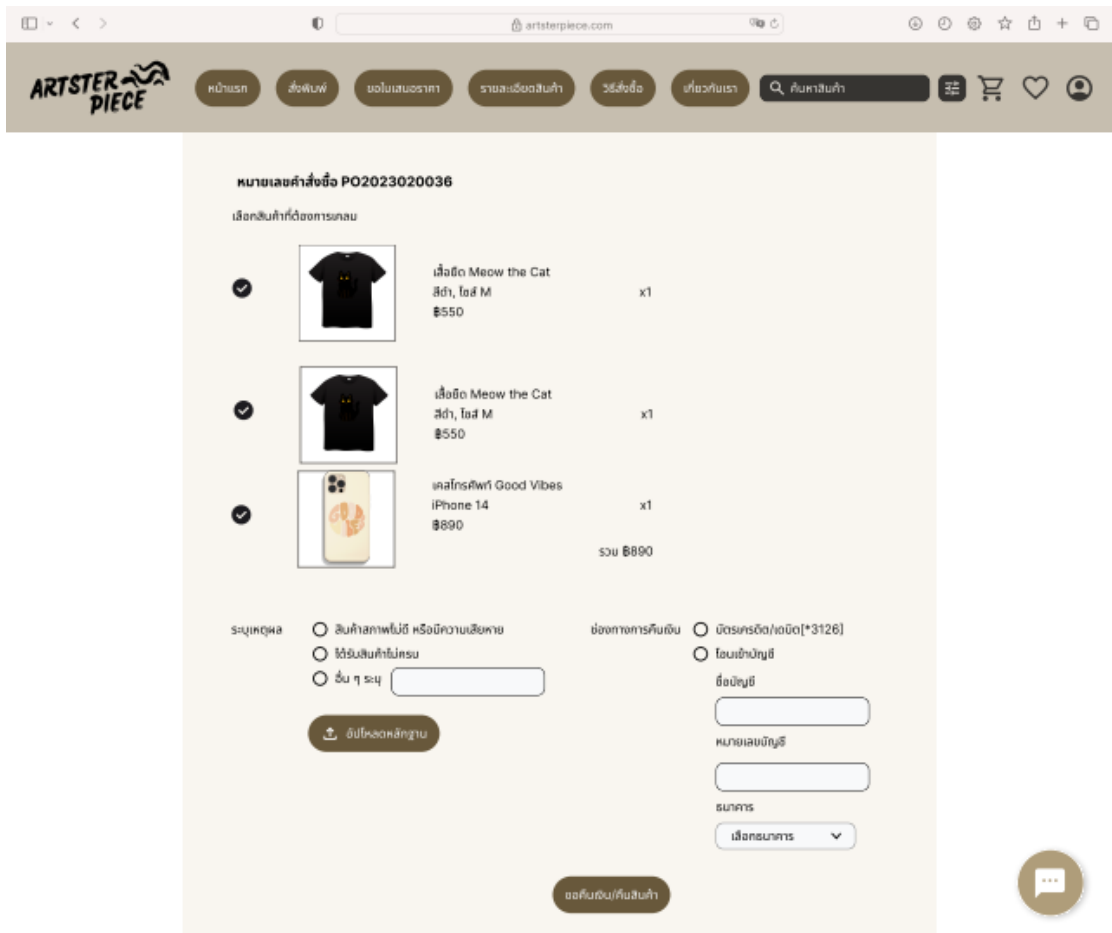 artsterpiece.com
ARTSTER
PIECE
หน้าแรก
สั่งพิมพ์
ขอใบเสนอราคา
รายละเอียดสินค้า
วิธีสั่งซื้อ
เกี่ยวกับเรา
ค้นหาสินค้า
หมายเลขคำสั่งซื้อ PO2023020036
เลือกสินค้าที่ต้องการเคลม
เสื้อยืด Meow the Cat
สีดำ, ไซส์ M
x1
฿550
เสื้อยืด Meow the Cat
สีดำ, ไซส์ M
x1
฿550
เคสโทรศัพท์ Good Vibes
iPhone 14
x1
฿890
รวม ฿890
ระบุเหตุผล
สินค้าสภาพไม่ดี หรือมีความเสียหาย
ได้รับสินค้าไม่ครบ
อื่น ๆ ระบุ
อัปโหลดหลักฐาน
ช่องทางการคืนเงิน
บัตรเครดิต/เดบิต[*3126]
โอนเข้าบัญชี
ชื่อบัญชี
หมายเลขบัญชี
ธนาคาร
เลือกธนาคาร
ขอคืนเงิน/คืนสินค้า